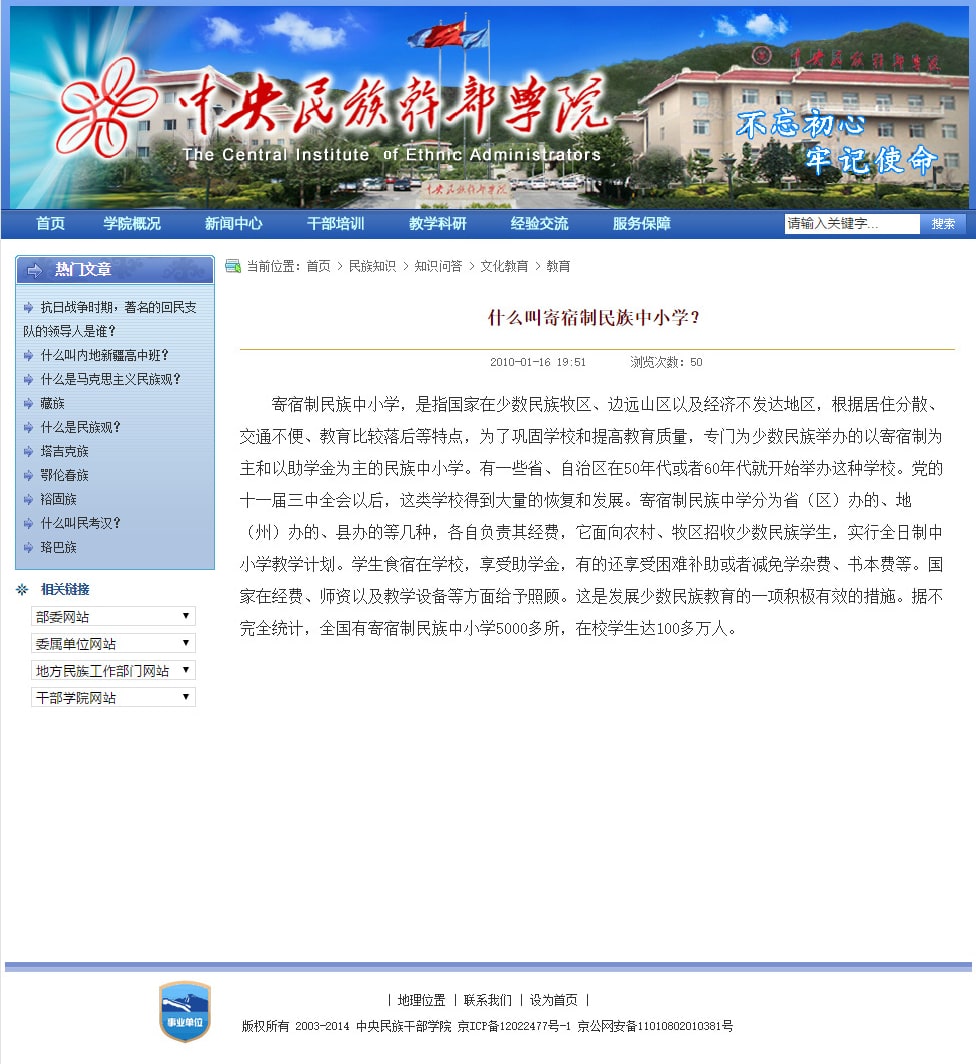 中央民族干部学院
中央民族幹部學院
The Central Institute of Ethnic Administrators
中央民族幹部學院
不忘初心
牢记使命
首页 学院概况 新闻中心 干部培训 教学科研 经验交流 服务保障 请输入关键字... 搜索
热门文章
抗日战争时期，著名的回民支
队的领导人是谁？
什么叫内地新疆高中班？
什么是马克思主义民族观？
藏族
什么是民族观？
塔吉克族
鄂伦春族
裕固族
什么叫民考汉？
珞巴族
相关链接
部委网站
委属单位网站
地方民族工作部门网站
干部学院网站
当前位置：首页 > 民族知识 > 知识问答 > 文化教育 > 教育
什么叫寄宿制民族中小学？
2010-01-16 19:51 浏览次数：50
寄宿制民族中小学，是指国家在少数民族牧区、边远山区以及经济不发达地区，根据居住分散、
交通不便、教育比较落后等特点，为了巩固学校和提高教育质量，专门为少数民族举办的以寄宿制为
主和以助学金为主的民族中小学。有一些省、自治区在50年代或者60年代就开始举办这种学校。党的
十一届三中全会以后，这类学校得到大量的恢复和发展。寄宿制民族中学分为省（区）办的、地
（州）办的、县办的等几种，各自负责其经费，它面向农村、牧区招收少数民族学生，实行全日制中
小学教学计划。学生食宿在学校，享受助学金，有的还享受困难补助或者减免学杂费、书本费等。国
家在经费、师资以及教学设备等方面给予照顾。这是发展少数民族教育的一项积极有效的措施。据不
完全统计，全国有寄宿制民族中小学5000多所，在校学生达100多万人。
| 地理位置 | 联系我们 | 设为首页 |
事业单位
版权所有 2003-2014 中央民族干部学院 京ICP备12022477号-1 京公网安备11010802010381号